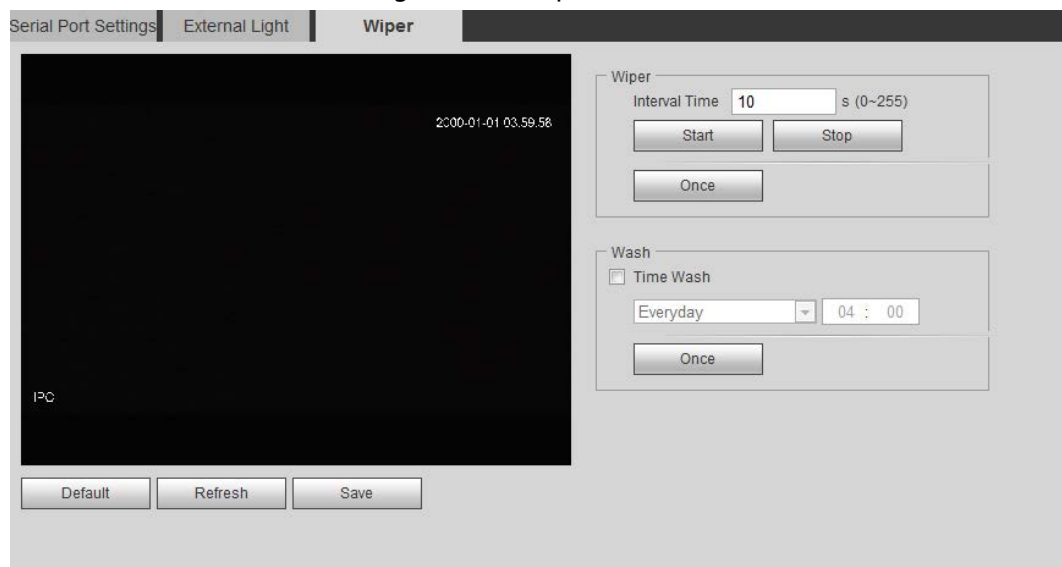 Serial Port Settings External Light Wiper
2000-01-01 03:59:58
IPC
Default Refresh Save
Wiper
Interval Time 10 s (0~255)
Start Stop
Once
Wash
Time Wash
Everyday 04 : 00
Once